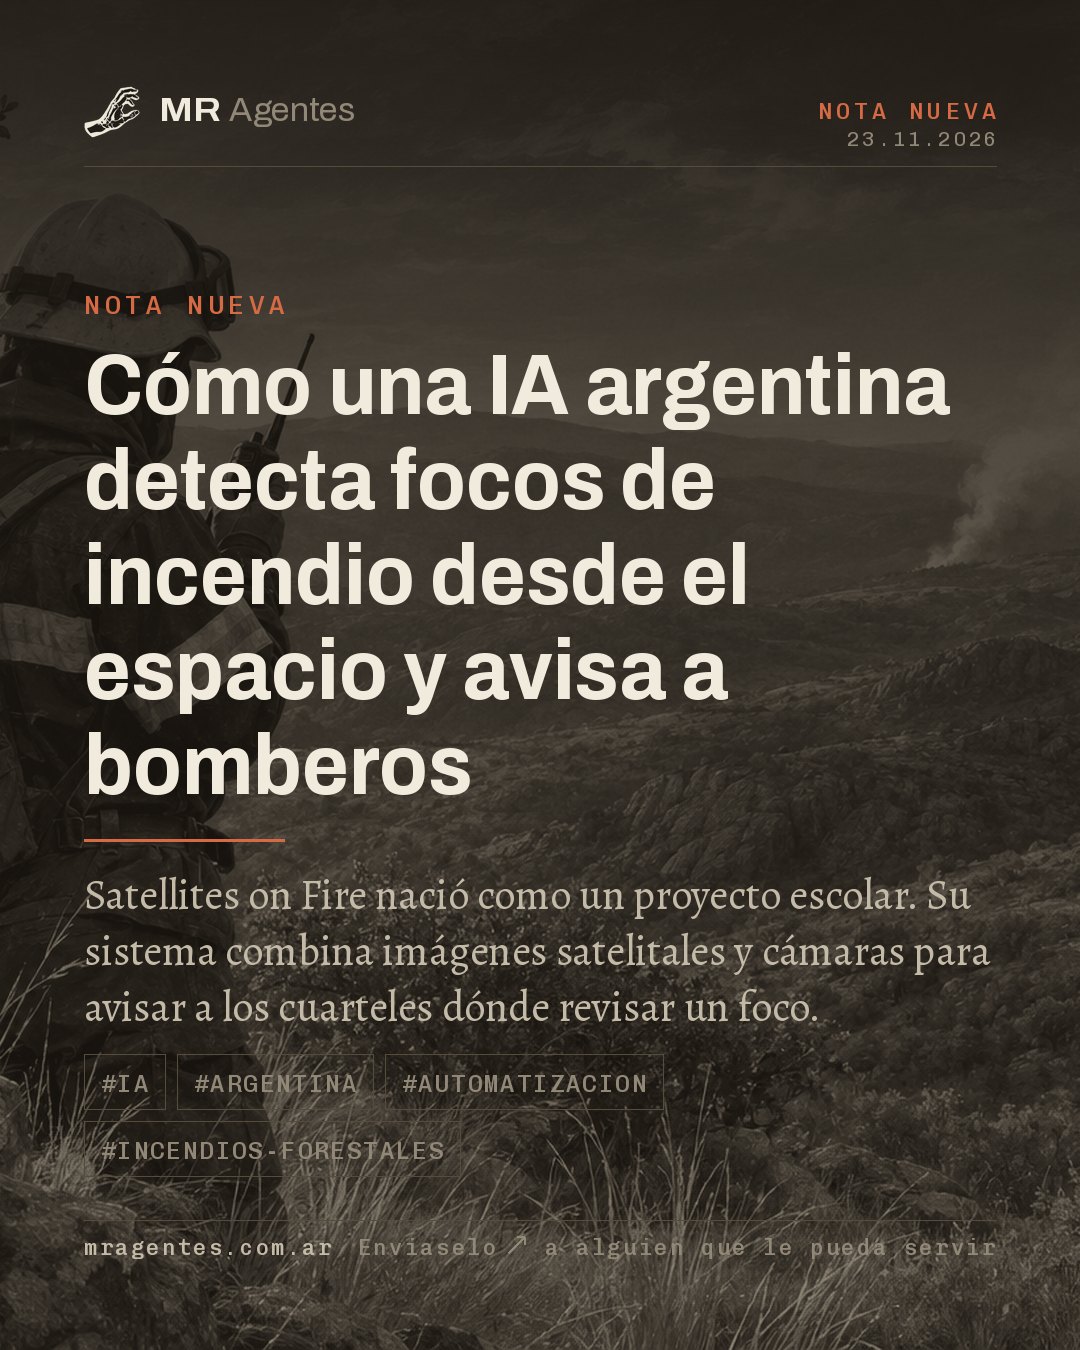 MR Agentes
NOTA NUEVA
23.11.2026
NOTA NUEVA
Cómo una IA argentina
detecta focos de
incendio desde el
espacio y avisa a
bomberos
Satellites on Fire nació como un proyecto escolar. Su
sistema combina imágenes satelitales y cámaras para
avisar a los cuarteles dónde revisar un foco.
#IA #ARGENTINA #AUTOMATIZACION
#INCENDIOS-FORESTALES
mragentes.com.ar Enviaselo ↗ a alguien que le pueda servir